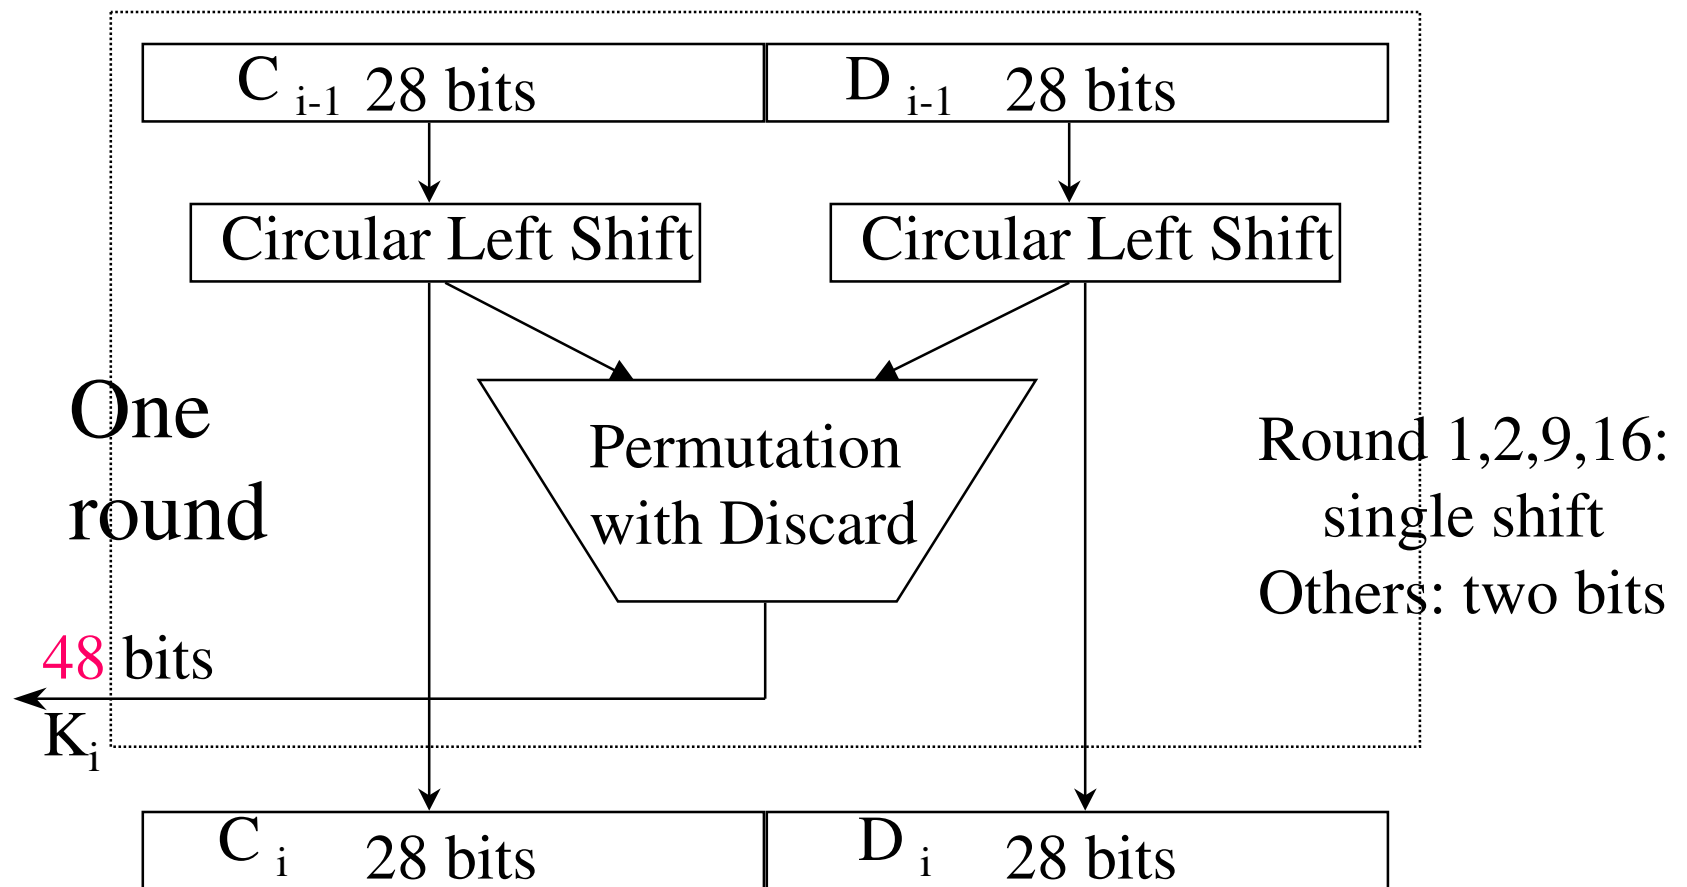 C i-1 28 bits D i-1 28 bits
Circular Left Shift Circular Left Shift
One
round
Permutation
with Discard
Round 1,2,9,16:
single shift
Others: two bits
48 bits
Ki
C i 28 bits D i 28 bits